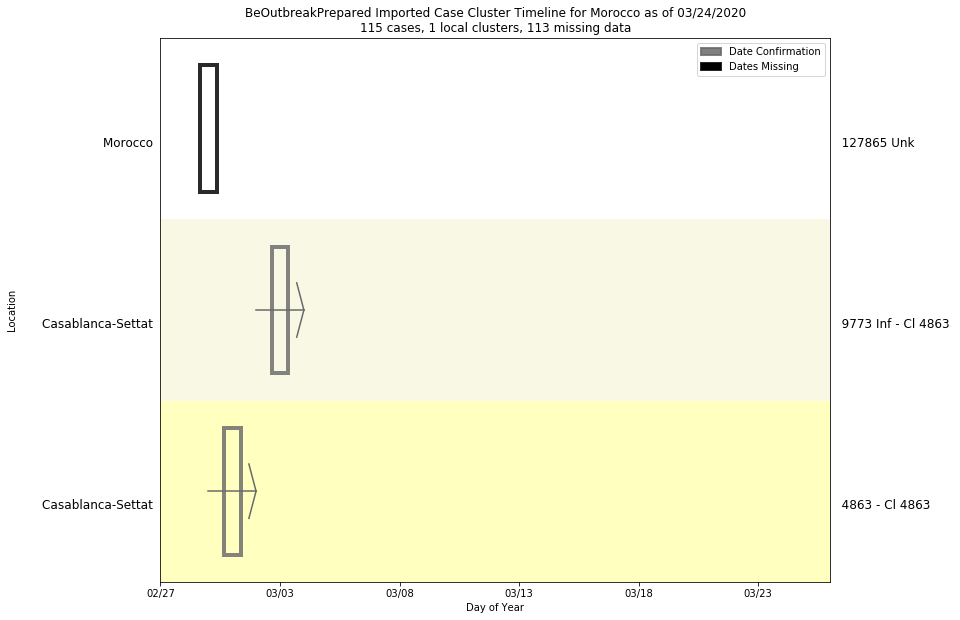 BeOutbreakPrepared Imported Case Cluster Timeline for Morocco as of 03/24/2020
115 cases, 1 local clusters, 113 missing data
Date Confirmation
Dates Missing
Morocco
127865 Unk
Location
Casablanca-Settat
9773 Inf - Cl 4863
Casablanca-Settat
4863 - Cl 4863
02/27
03/03
03/08
03/13
03/18
03/23
Day of Year